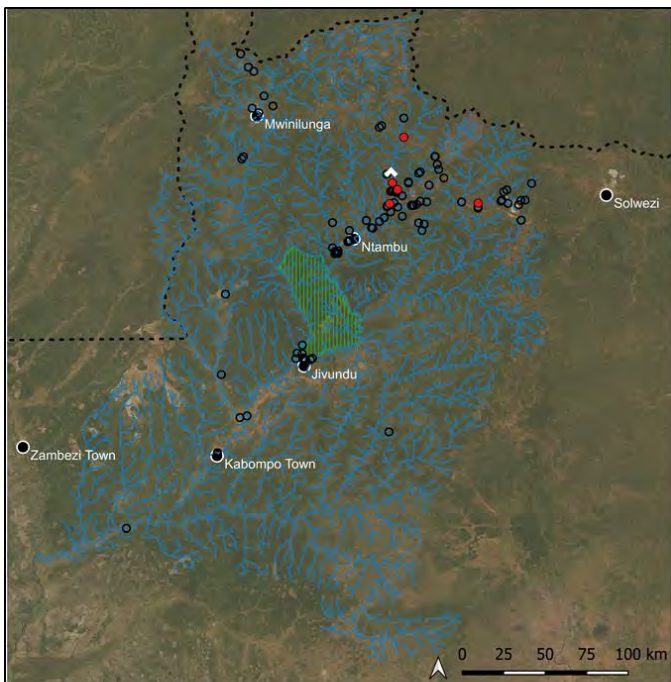 Mwinilunga
Solwezi
Ntambu
Jivundu
Zambezi Town
Kabompo Town
0 25 50 75 100 km